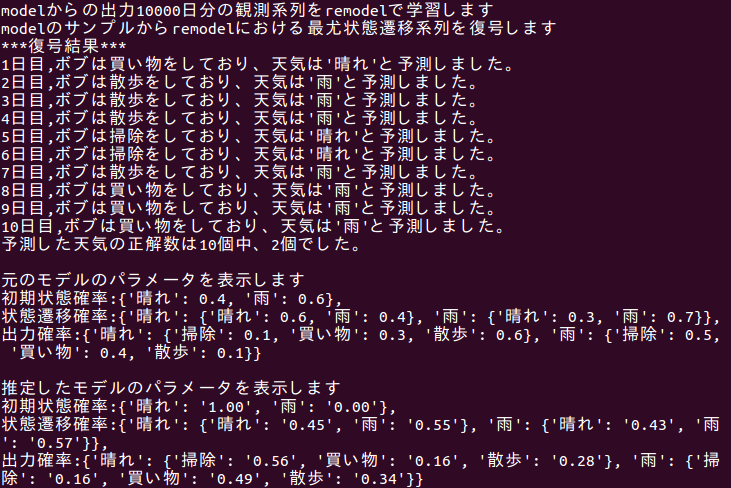 modelからの出力10000日分の観測系列をremodelで学習します
modelのサンプルからremodelにおける最尤状態遷移系列を復号します
***復号結果***
1日目,ボブは買い物をしており、天気は'晴れ'と予測しました。
2日目,ボブは散歩をしており、天気は'雨'と予測しました。
3日目,ボブは散歩をしており、天気は'雨'と予測しました。
4日目,ボブは散歩をしており、天気は'雨'と予測しました。
5日目,ボブは掃除をしており、天気は'晴れ'と予測しました。
6日目,ボブは掃除をしており、天気は'晴れ'と予測しました。
7日目,ボブは散歩をしており、天気は'雨'と予測しました。
8日目,ボブは買い物をしており、天気は'雨'と予測しました。
9日目,ボブは買い物をしており、天気は'雨'と予測しました。
10日目,ボブは買い物をしており、天気は'雨'と予測しました。
予測した天気の正解数は10個中、2個でした。
元のモデルのパラメータを表示します
初期状態確率:{'晴れ': 0.4, '雨': 0.6},
状態遷移確率:{'晴れ': {'晴れ': 0.6, '雨': 0.4}, '雨': {'晴れ': 0.3, '雨': 0.7}},
出力確率:{'晴れ': {'掃除': 0.1, '買い物': 0.3, '散歩': 0.6}, '雨': {'掃除': 0.5,
'買い物': 0.4, '散歩': 0.1}}
推定したモデルのパラメータを表示します
初期状態確率:{'晴れ': '1.00', '雨': '0.00'},
状態遷移確率:{'晴れ': {'晴れ': '0.45', '雨': '0.55'}, '雨': {'晴れ': '0.43', '雨
': '0.57'}},
出力確率:{'晴れ': {'掃除': '0.56', '買い物': '0.16', '散歩': '0.28'}, '雨': {'掃
除': '0.16', '買い物': '0.49', '散歩': '0.34'}}